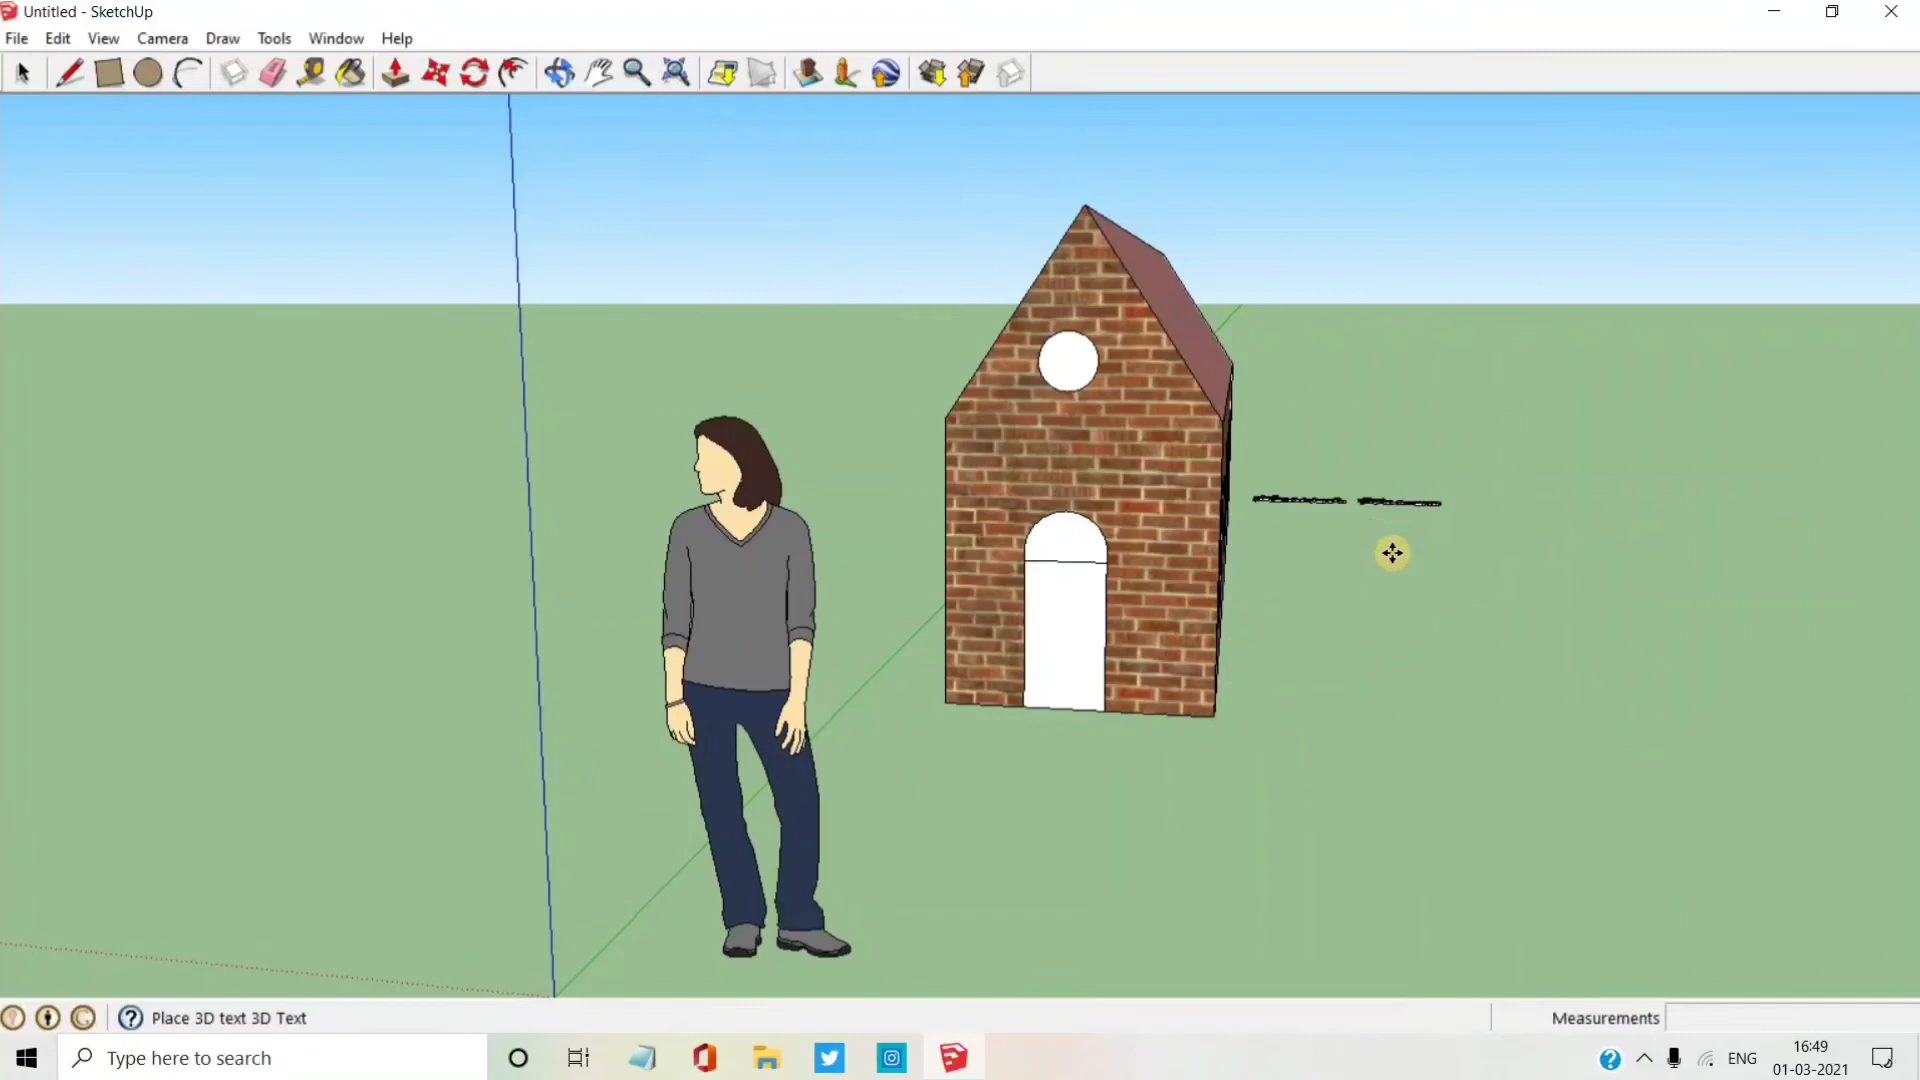 Untitled - SketchUp
File Edit View Camera Draw Tools Window Help
Place 3D text 3D Text
Measurements
Type here to search
ENG
16:49
01-03-2021